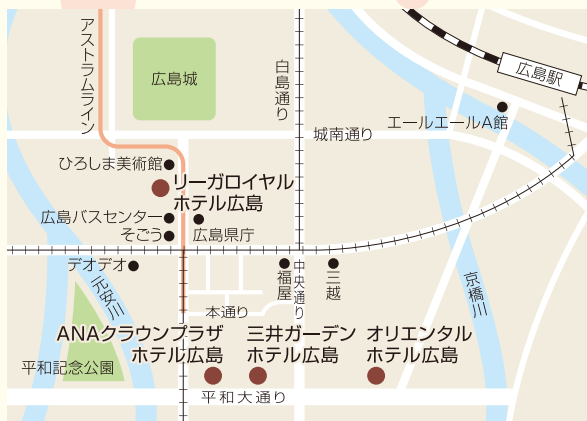 アストラムライン
広島城
白島通り
広島駅
エールエールA館
城南通り
ひろしま美術館
リーガロイヤル
ホテル広島
広島バスセンター
広島県庁
そごう
デオデオ
元安川
福屋
中央通り
三越
京橋川
本通り
ANAクラウンプラザ
ホテル広島
三井ガーデン
ホテル広島
オリエンタル
ホテル広島
平和記念公園
平和大通り